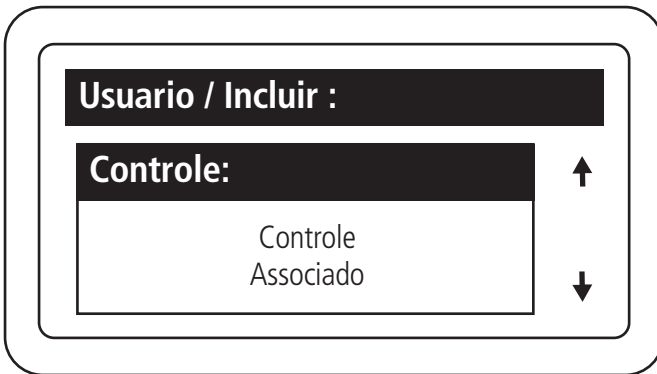 Usuario / Incluir :
Controle:
Controle
Associado